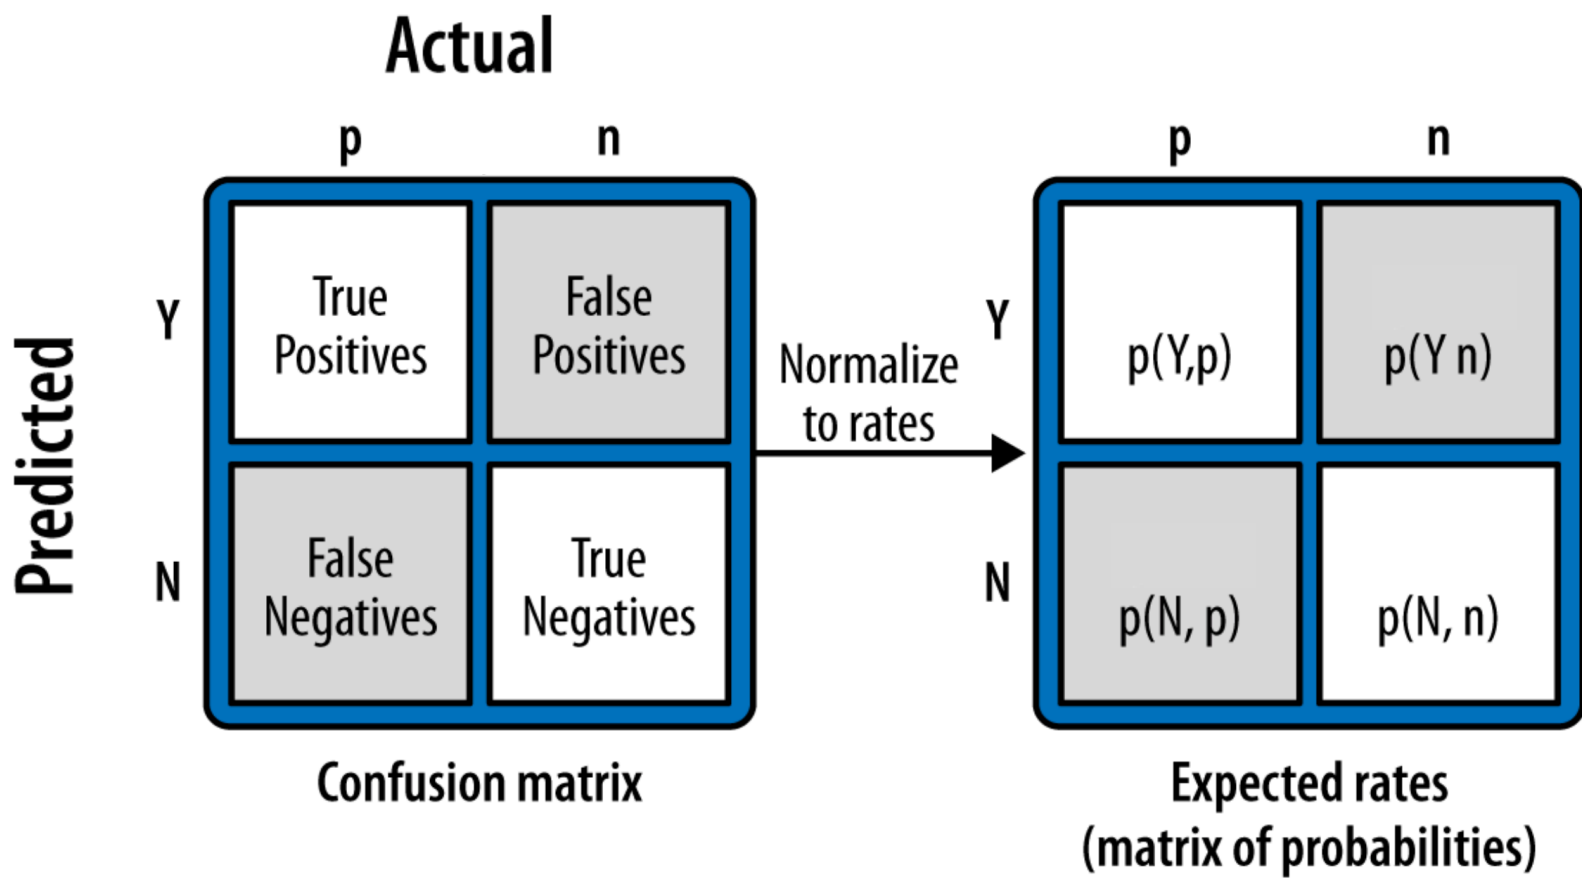 Actual
p n
p n
Predicted
Y
True
Positives
False
Positives
N
False
Negatives
True
Negatives
Normalize
to rates
Y
p(Y,p)
p(Y n)
N
p(N, p)
p(N, n)
Confusion matrix
Expected rates
(matrix of probabilities)